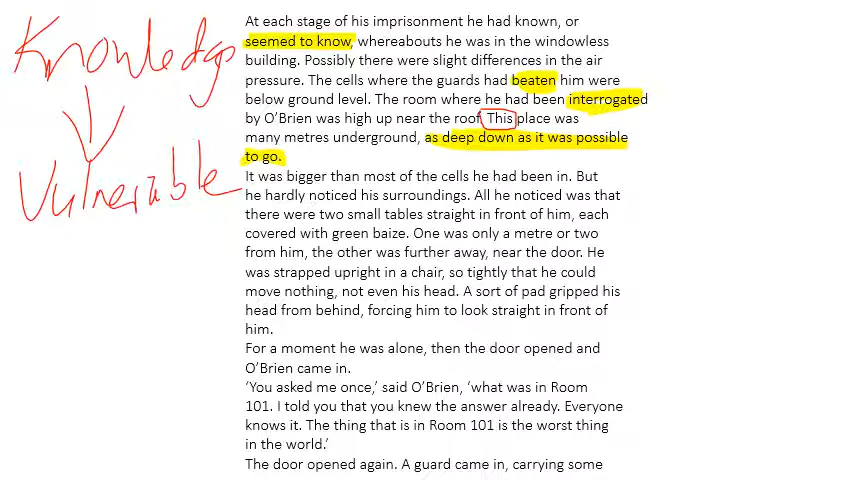 Knowledge
Vulnerable
At each stage of his imprisonment he had known, or
seemed to know, whereabouts he was in the windowless
building. Possibly there were slight differences in the air
pressure. The cells where the guards had beaten him were
below ground level. The room where he had been interrogated
by O’Brien was high up near the roof. This place was
many metres underground, as deep down as it was possible
to go.
It was bigger than most of the cells he had been in. But
he hardly noticed his surroundings. All he noticed was that
there were two small tables straight in front of him, each
covered with green baize. One was only a metre or two
from him, the other was further away, near the door. He
was strapped upright in a chair, so tightly that he could
move nothing, not even his head. A sort of pad gripped his
head from behind, forcing him to look straight in front of
him.
For a moment he was alone, then the door opened and
O’Brien came in.
‘You asked me once,’ said O’Brien, ‘what was in Room
101. I told you that you knew the answer already. Everyone
knows it. The thing that is in Room 101 is the worst thing
in the world.’
The door opened again. A guard came in, carrying some